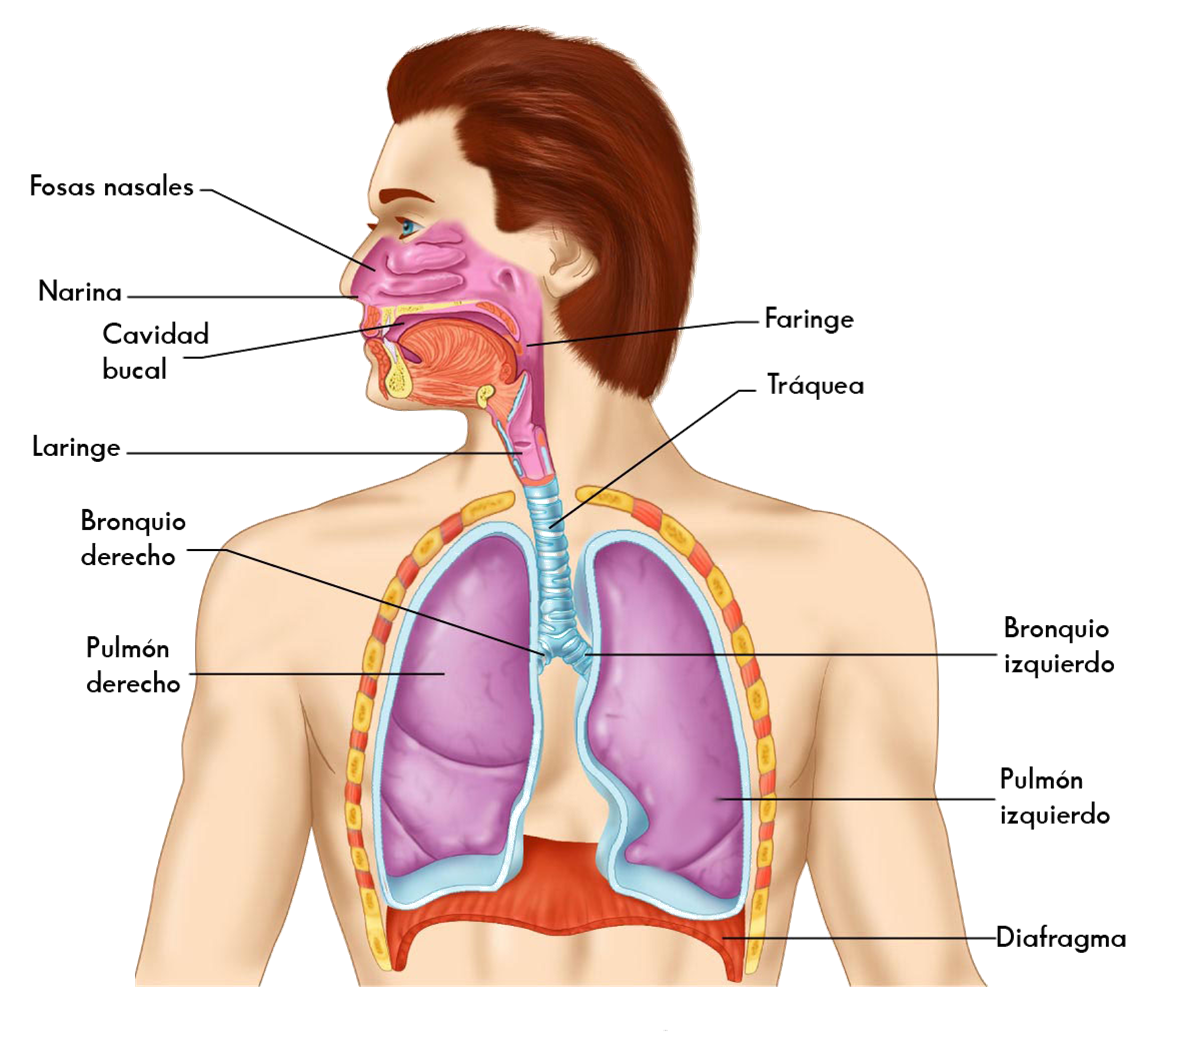 Fosas nasales
Narina
Cavidad
bucal
Laringe
Bronquio
derecho
Pulmón
derecho
Faringe
Tráquea
Bronquio
izquierdo
Pulmón
izquierdo
Diafragma